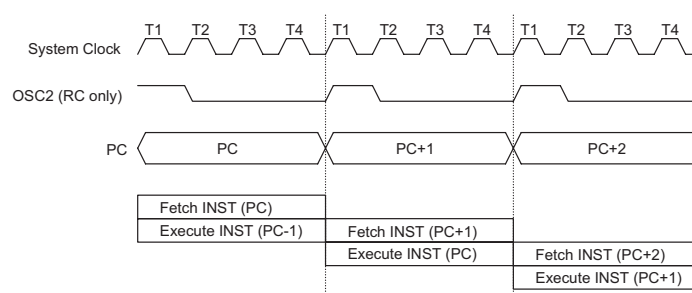 T1 T2 T3 T4 T1 T2 T3 T4 T1 T2 T3 T4
System Clock
OSC2 (RC only)
PC PC PC+1 PC+2
Fetch INST (PC)
Execute INST (PC-1) Fetch INST (PC+1)
Execute INST (PC) Fetch INST (PC+2)
Execute INST (PC+1)